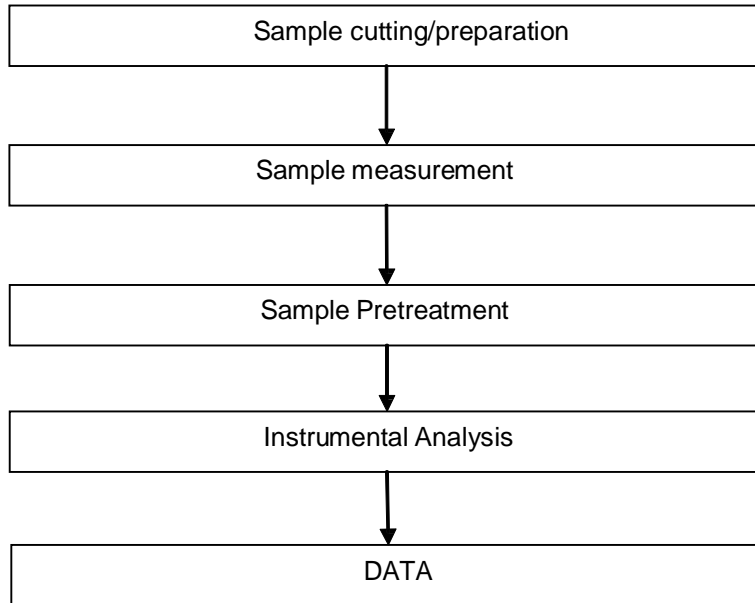 Sample cutting/preparation
Sample measurement
Sample Pretreatment
Instrumental Analysis
DATA